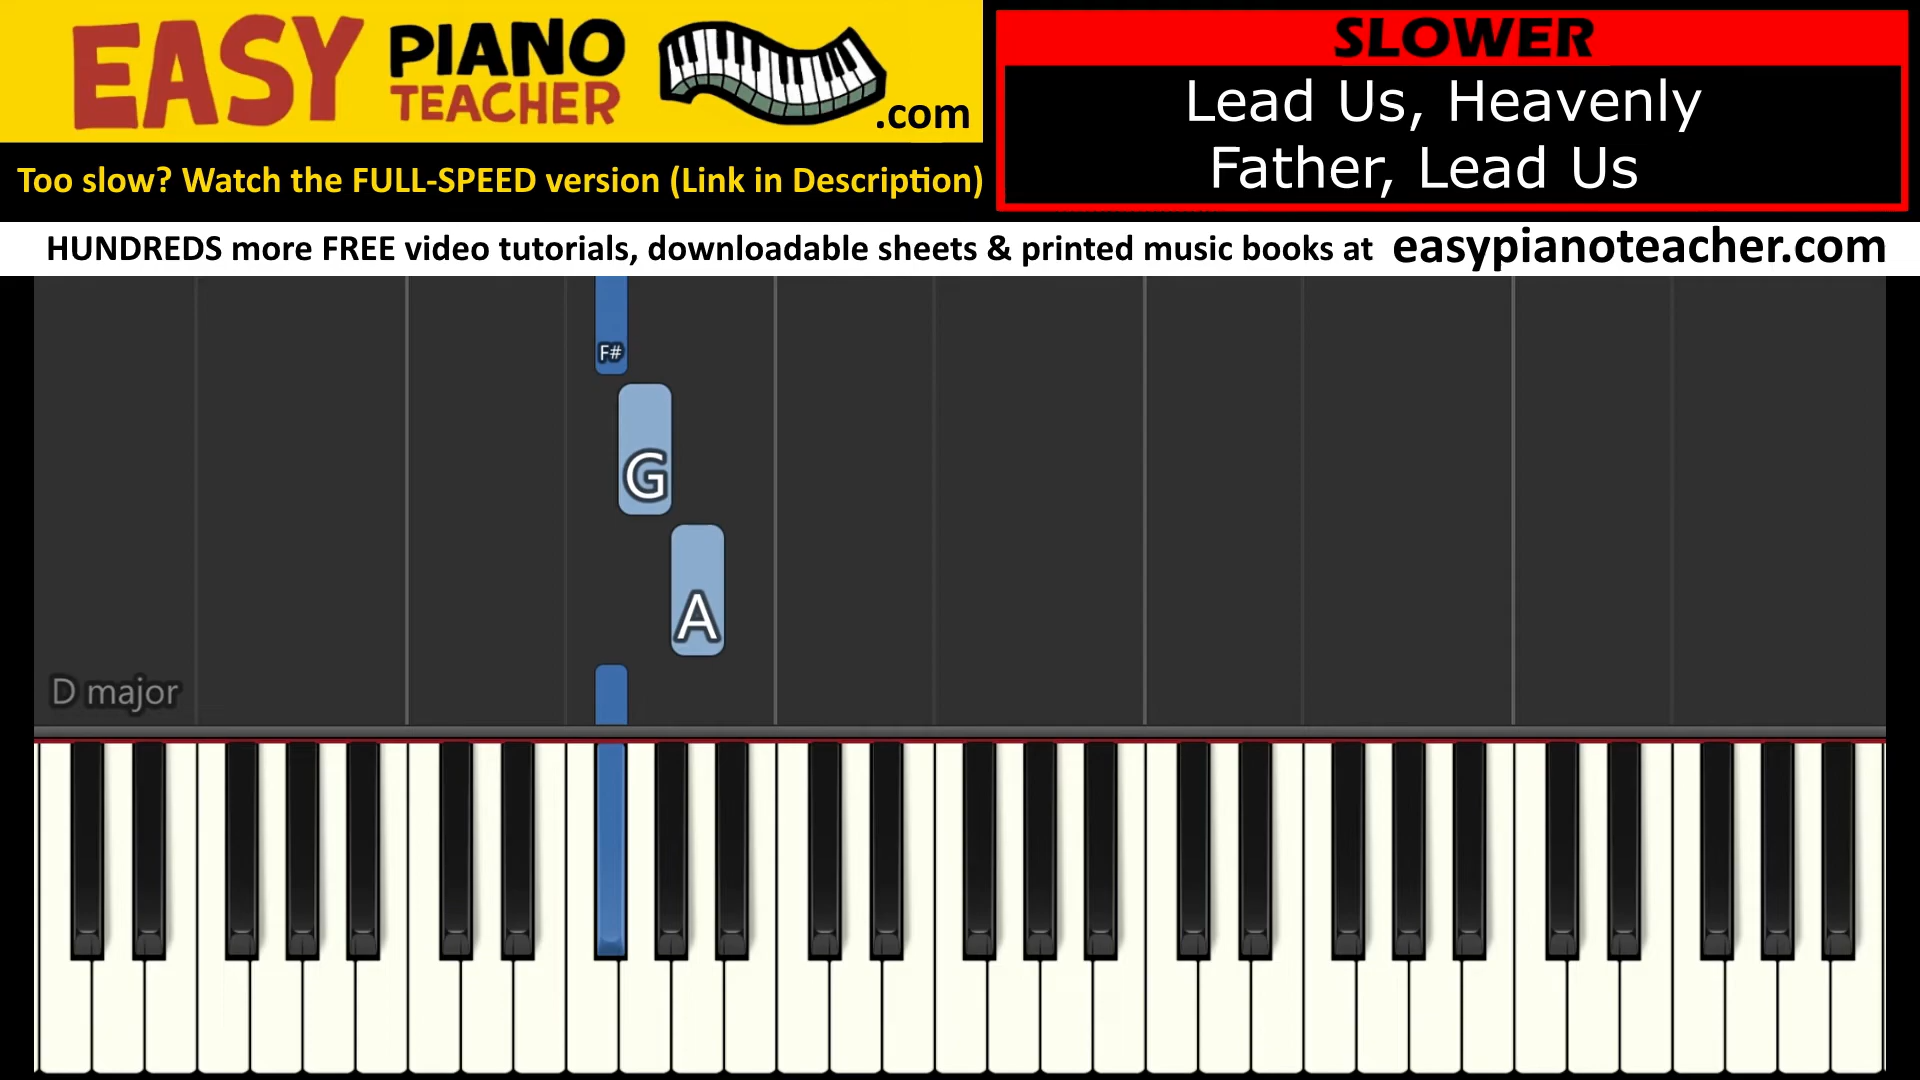 EASY PIANO TEACHER .com
SLOWER
Lead Us, Heavenly
Father, Lead Us
Too slow? Watch the FULL-SPEED version (Link in Description)
HUNDREDS more FREE video tutorials, downloadable sheets & printed music books at easypianoteacher.com
F#
G
A
D major